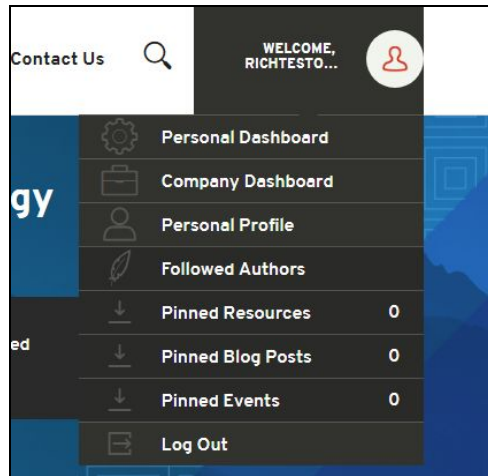 Contact Us
WELCOME,
RICHTESTO...
gy
ed
Personal Dashboard
Company Dashboard
Personal Profile
Followed Authors
Pinned Resources 0
Pinned Blog Posts 0
Pinned Events 0
Log Out